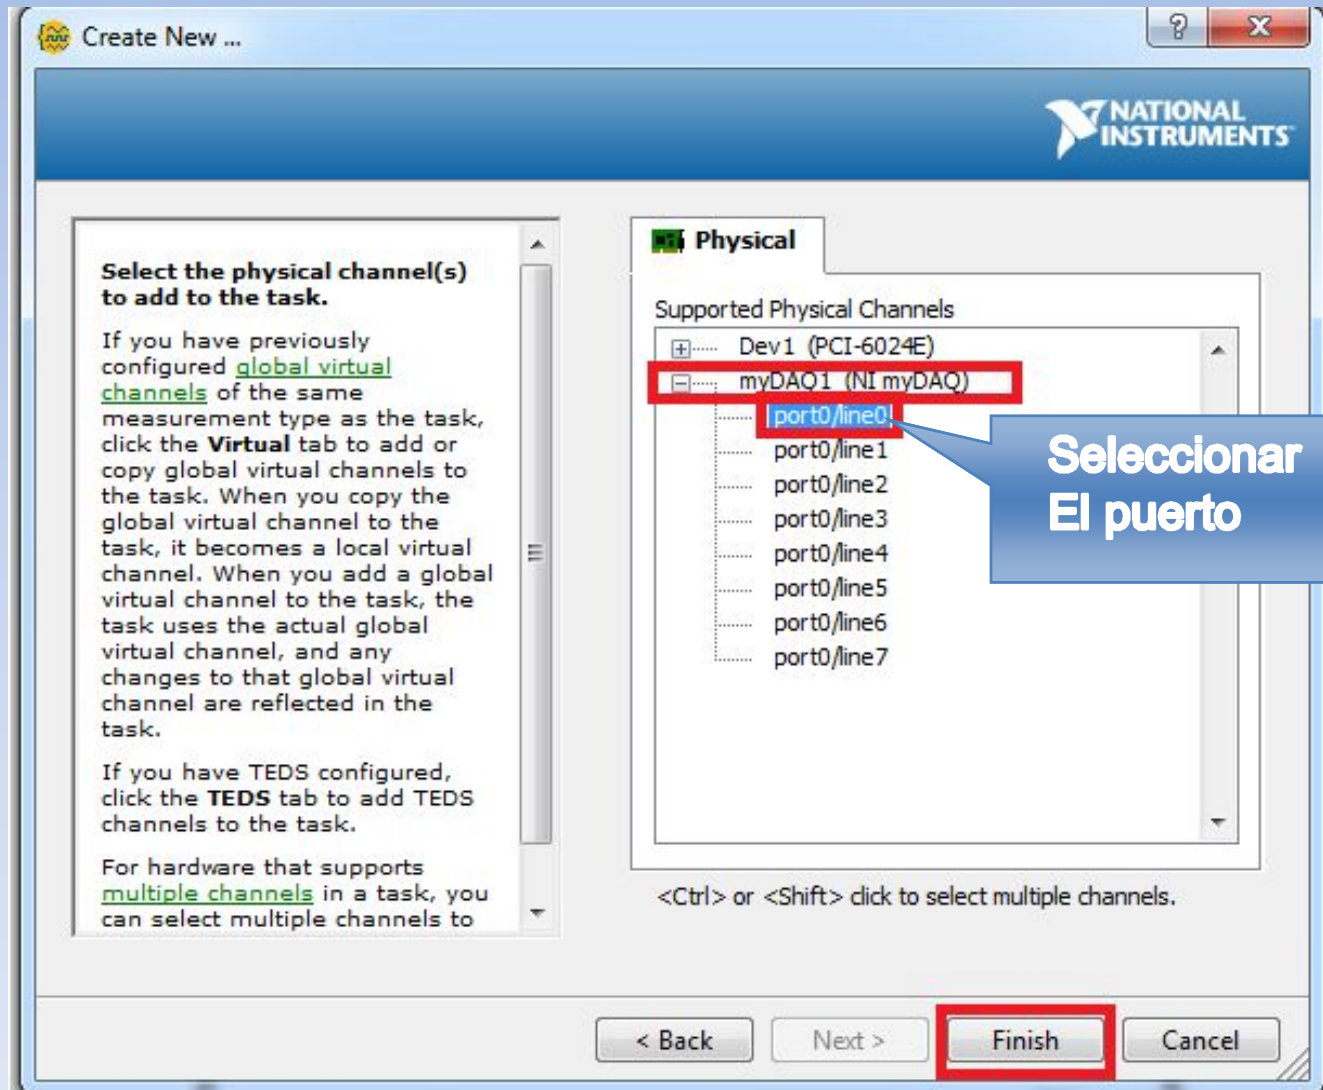 Create New ...
?
X
NATIONAL
INSTRUMENTS
Select the physical channel(s)
to add to the task.
If you have previously
configured global virtual
channels of the same
measurement type as the task,
click the Virtual tab to add or
copy global virtual channels to
the task. When you copy the
global virtual channel to the
task, it becomes a local virtual
channel. When you add a global
virtual channel to the task, the
task uses the actual global
virtual channel, and any
changes to that global virtual
channel are reflected in the
task.
If you have TEDS configured,
click the TEDS tab to add TEDS
channels to the task.
For hardware that supports
multiple channels in a task, you
can select multiple channels to
Physical
Supported Physical Channels
Dev1 (PCI-6024E)
myDAQ1 (NI myDAQ)
port0/line0
port0/line1
port0/line2
port0/line3
port0/line4
port0/line5
port0/line6
port0/line7
Seleccionar
El puerto
<Ctrl> or <Shift> click to select multiple channels.
< Back
Next >
Finish
Cancel